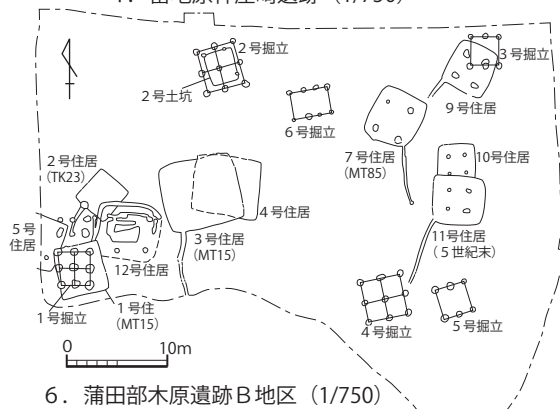 2号掘立
3号掘立
2号土坑
6号掘立
9号住居
2号住居
(TK23)
7号住居
(MT85)
10号住居
5号
住居
4号住居
3号住居
(MT15)
11号住居
(5世紀末)
12号住居
1号住
(MT15)
1号掘立
4号掘立
5号掘立
0 10m
6．蒲田部木原遺跡B地区（1/750）